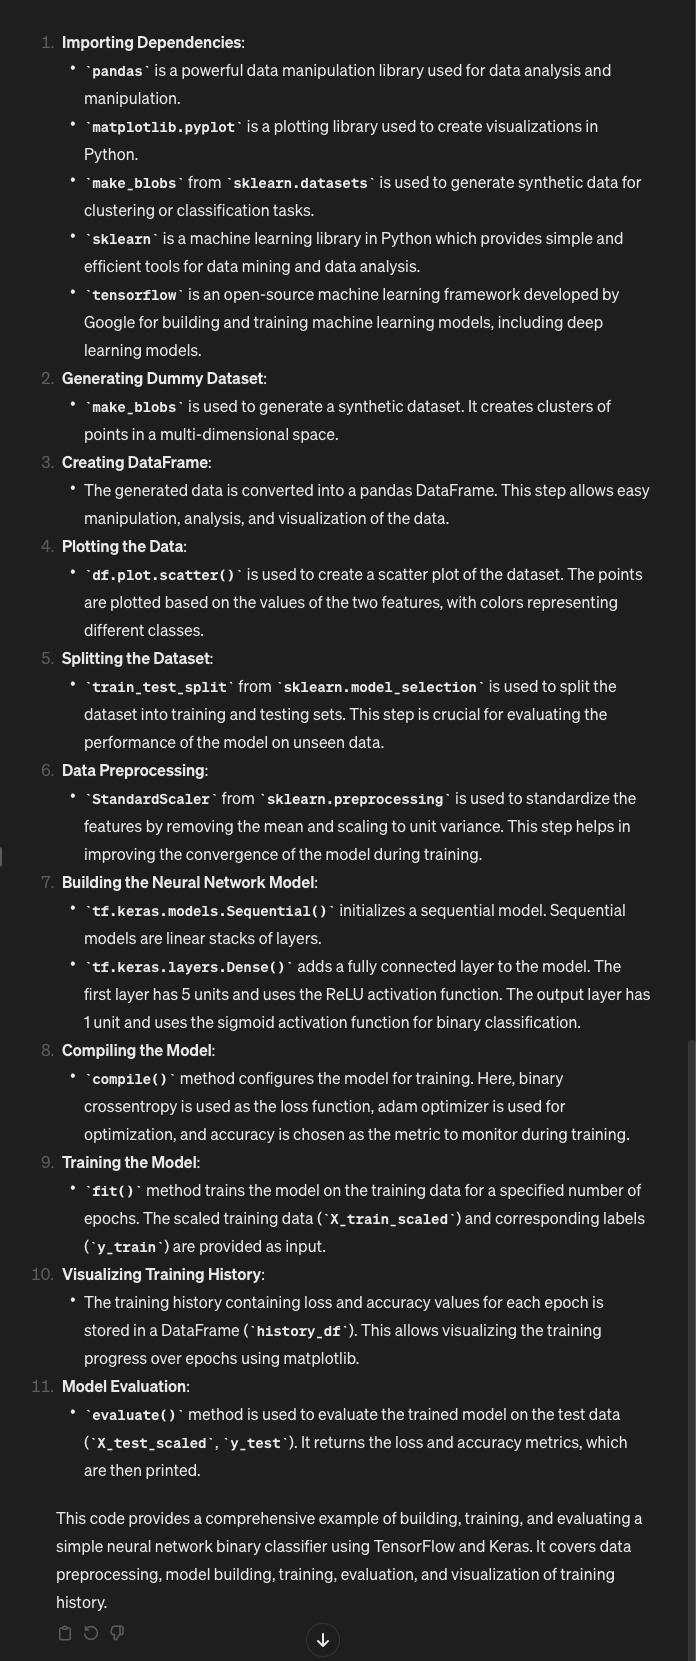 1. Importing Dependencies:
• `pandas` is a powerful data manipulation library used for data analysis and
manipulation.
• `matplotlib.pyplot` is a plotting library used to create visualizations in
Python.
• `make_blobs` from `sklearn.datasets` is used to generate synthetic data for
clustering or classification tasks.
• `sklearn` is a machine learning library in Python which provides simple and
efficient tools for data mining and data analysis.
• `tensorflow` is an open-source machine learning framework developed by
Google for building and training machine learning models, including deep
learning models.
2. Generating Dummy Dataset:
• `make_blobs` is used to generate a synthetic dataset. It creates clusters of
points in a multi-dimensional space.
3. Creating DataFrame:
• The generated data is converted into a pandas DataFrame. This step allows easy
manipulation, analysis, and visualization of the data.
4. Plotting the Data:
• `df.plot.scatter()` is used to create a scatter plot of the dataset. The points
are plotted based on the values of the two features, with colors representing
different classes.
5. Splitting the Dataset:
• `train_test_split` from `sklearn.model_selection` is used to split the
dataset into training and testing sets. This step is crucial for evaluating the
performance of the model on unseen data.
6. Data Preprocessing:
• `StandardScaler` from `sklearn.preprocessing` is used to standardize the
features by removing the mean and scaling to unit variance. This step helps in
improving the convergence of the model during training.
7. Building the Neural Network Model:
• `tf.keras.models.Sequential()` initializes a sequential model. Sequential
models are linear stacks of layers.
• `tf.keras.layers.Dense()` adds a fully connected layer to the model. The
first layer has 5 units and uses the ReLU activation function. The output layer has
1 unit and uses the sigmoid activation function for binary classification.
8. Compiling the Model:
• `compile()` method configures the model for training. Here, binary
crossentropy is used as the loss function, adam optimizer is used for
optimization, and accuracy is chosen as the metric to monitor during training.
9. Training the Model:
• `fit()` method trains the model on the training data for a specified number of
epochs. The scaled training data (`X_train_scaled`) and corresponding labels
(`y_train`) are provided as input.
10. Visualizing Training History:
• The training history containing loss and accuracy values for each epoch is
stored in a DataFrame (`history_df`). This allows visualizing the training
progress over epochs using matplotlib.
11. Model Evaluation:
• `evaluate()` method is used to evaluate the trained model on the test data
(`X_test_scaled`, `y_test`). It returns the loss and accuracy metrics, which
are then printed.
This code provides a comprehensive example of building, training, and evaluating a
simple neural network binary classifier using TensorFlow and Keras. It covers data
preprocessing, model building, training, evaluation, and visualization of training
history.